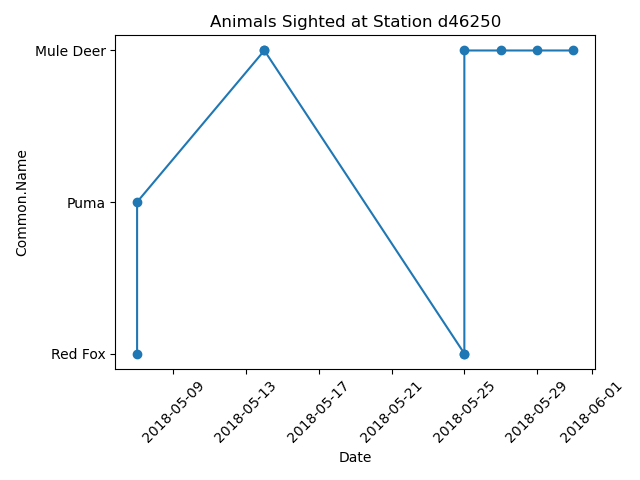 Animals Sighted at Station d46250
Mule Deer
Puma
Red Fox
Common.Name
2018-05-09
2018-05-13
2018-05-17
2018-05-21
2018-05-25
2018-05-29
2018-06-01
Date